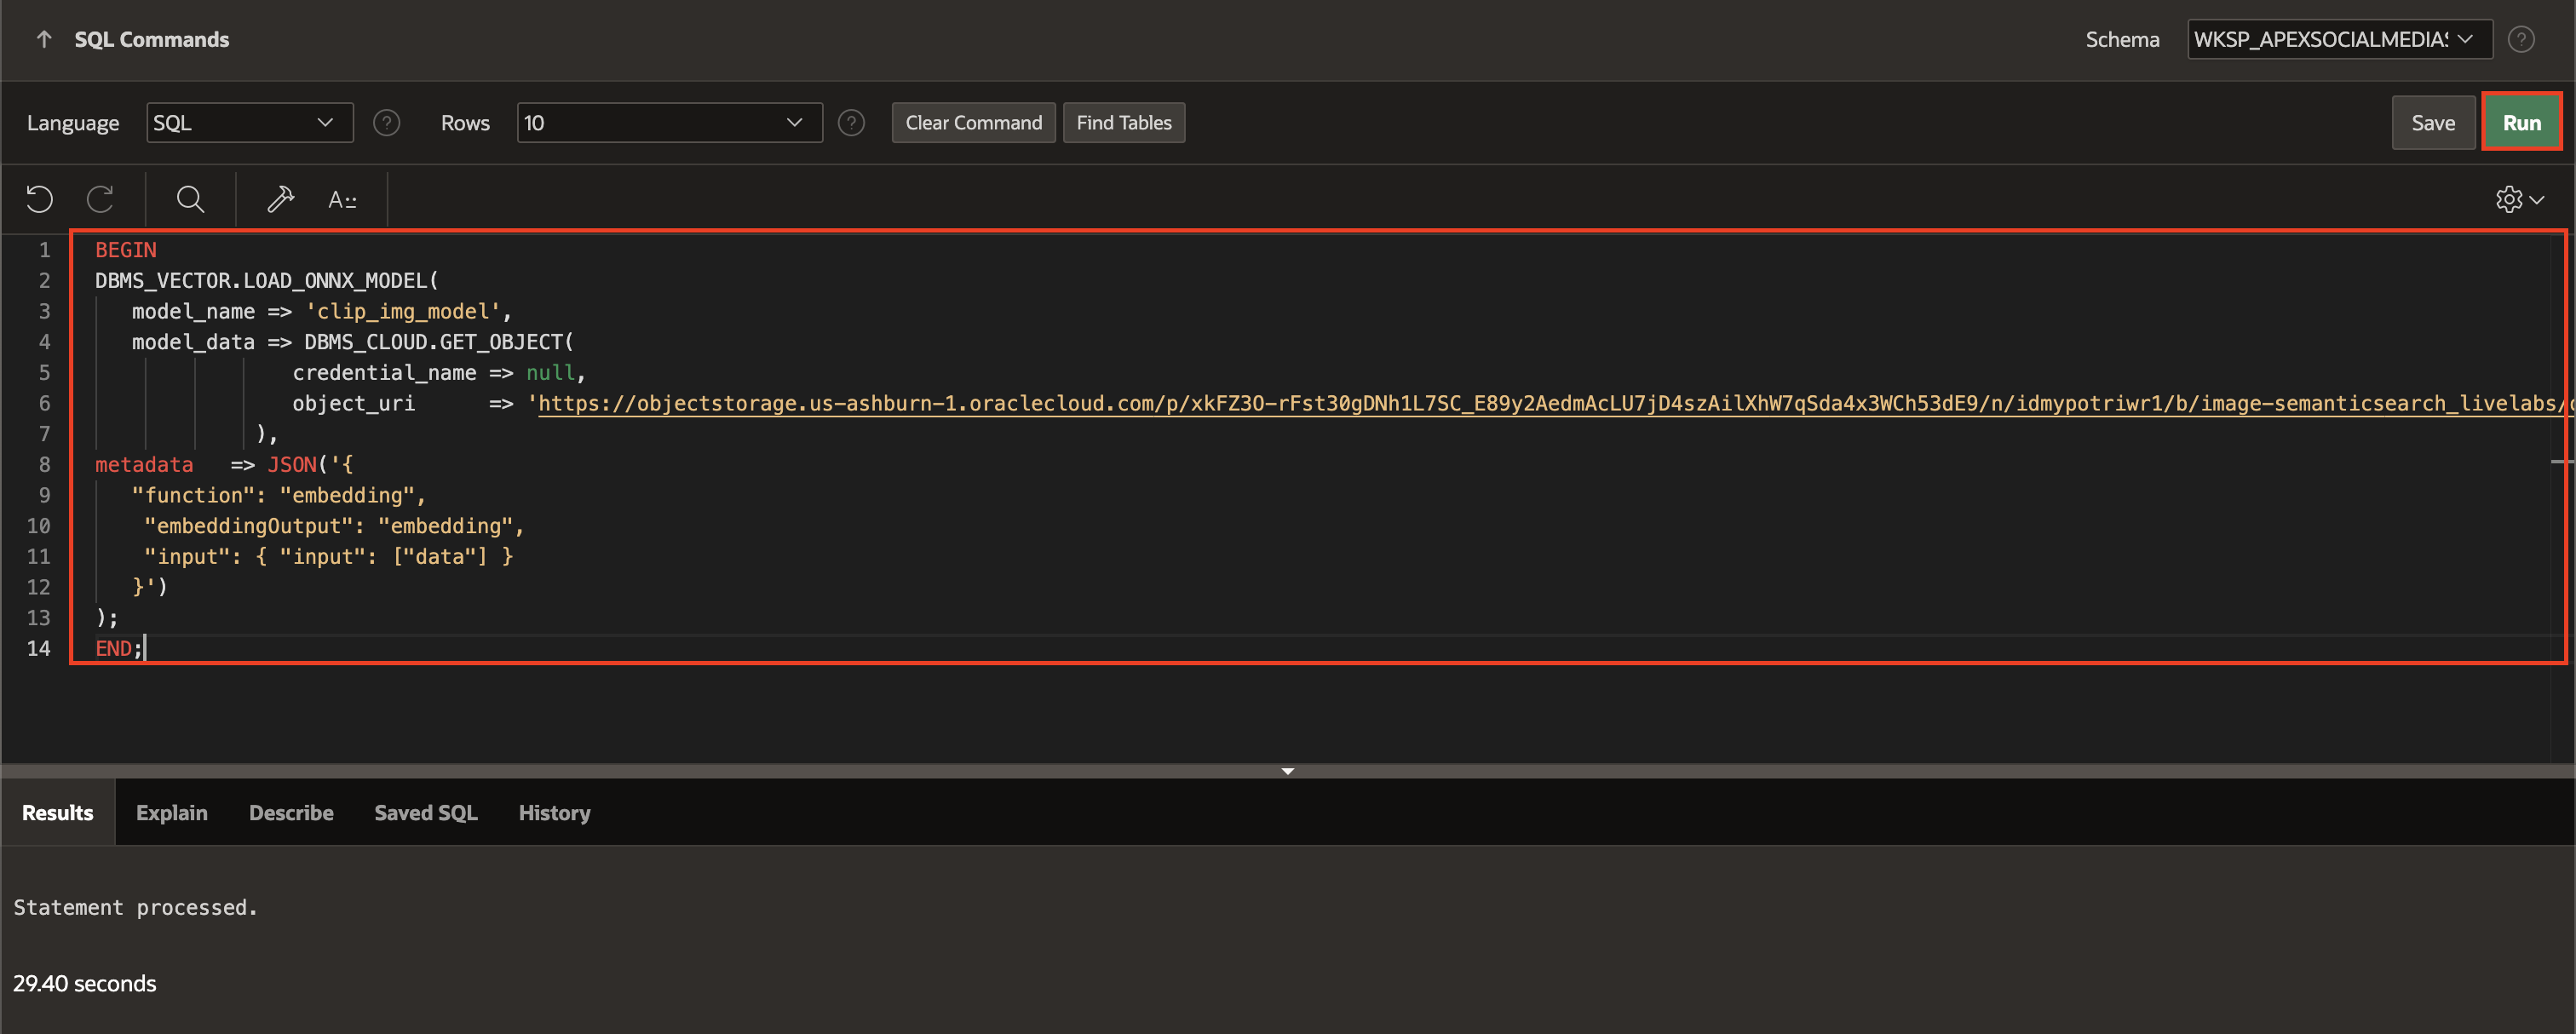 SQL Commands
Schema WKSP_APEXSOCIALMEDIAS
Language SQL Rows 10 Clear Command Find Tables Save Run
1 BEGIN
2 DBMS_VECTOR.LOAD_ONNX_MODEL(
3 model_name => 'clip_img_model',
4 model_data => DBMS_CLOUD.GET_OBJECT(
5 credential_name => null,
6 object_uri => 'https://objectstorage.us-ashburn-1.oraclecloud.com/p/xkFZ3O-rFst30gDNh1L7SC_E89y2AedmAcLU7jD4szAilXhW7qSda4x3WCh53dE9/n/idmypotriwr1/b/image-semanticsearch_livelabs/
7 ),
8 metadata => JSON('{
9 "function": "embedding",
10 "embeddingOutput": "embedding",
11 "input": { "input": ["data"] }
12 }')
13 );
14 END;
Results Explain Describe Saved SQL History
Statement processed.
29.40 seconds